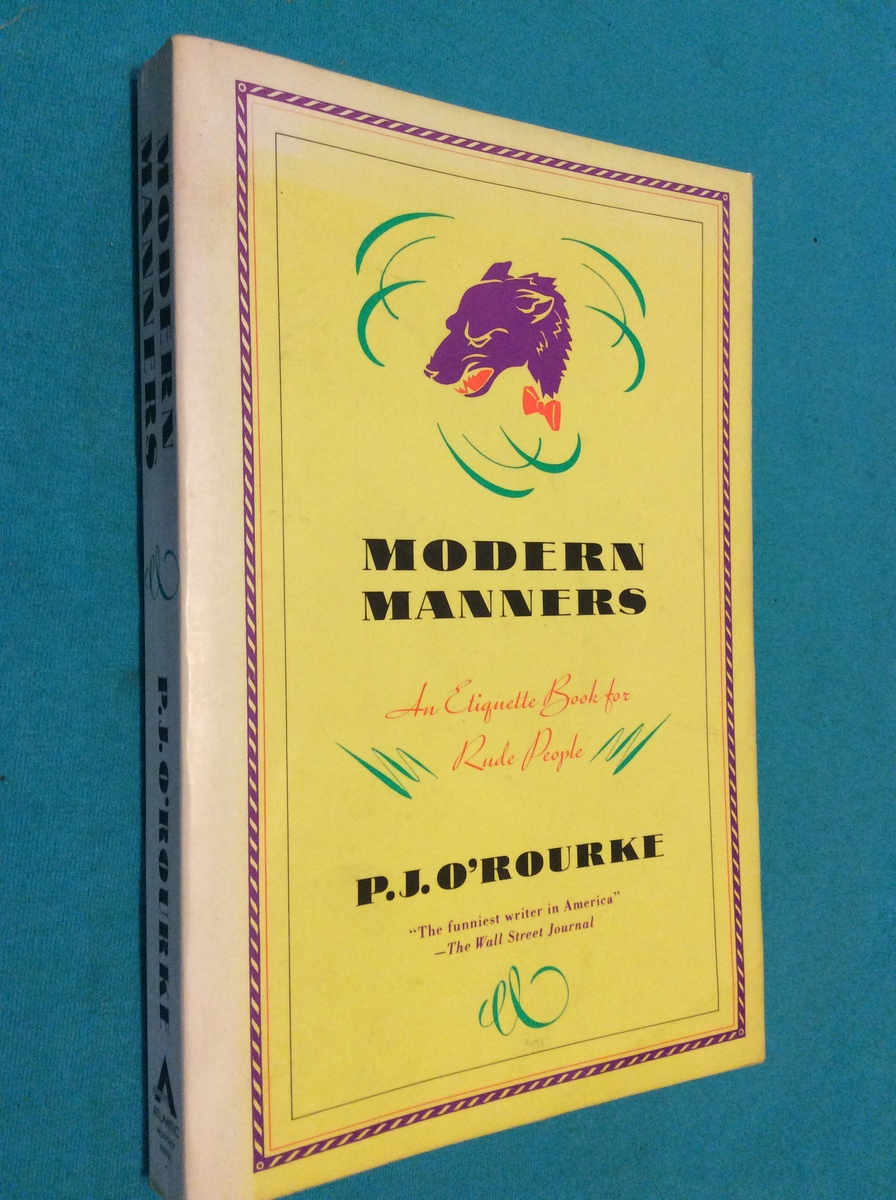 MODERN
MANNERS
P.J. O'ROURKE
ATLANTIC
MODERN
MANNERS
An Etiquette Book for
Rude People
P.J. O'ROURKE
“The funniest writer in America”
—The Wall Street Journal